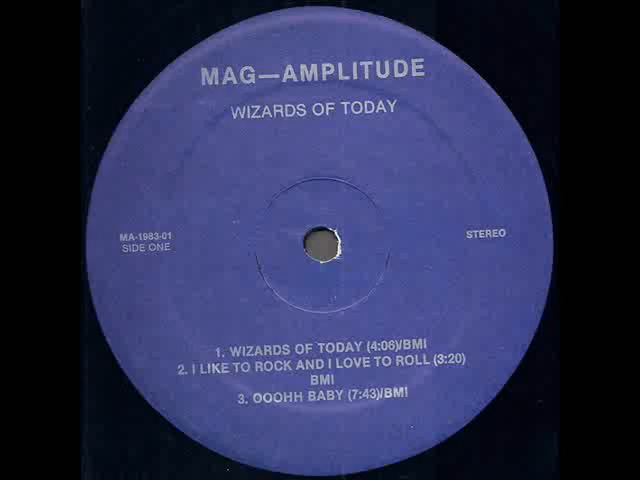 MAG—AMPLITUDE
WIZARDS OF TODAY
MA-1983-01
SIDE ONE
STEREO
1. WIZARDS OF TODAY (4:06)/BMI
2. I LIKE TO ROCK AND I LOVE TO ROLL (3:20)
BMI
3. OOOHH BABY (7:43)/BMI